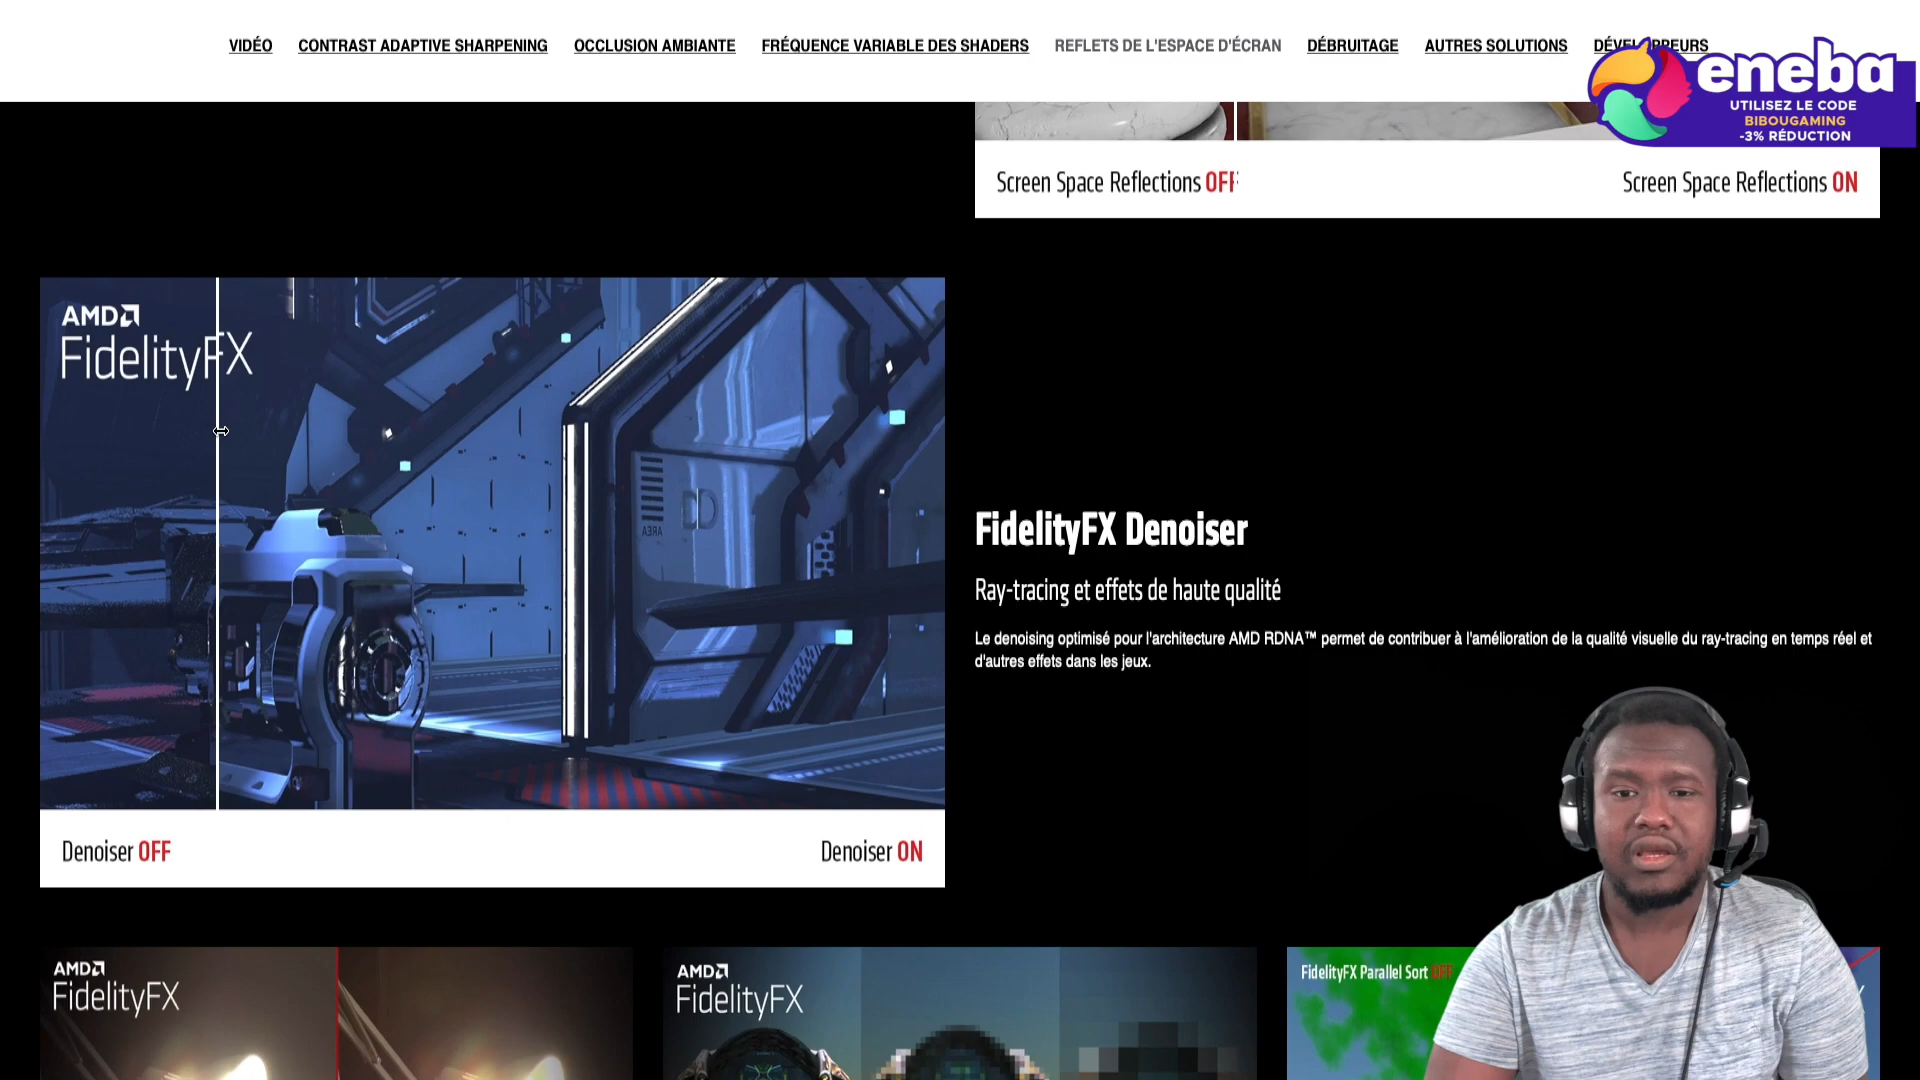 VIDÉO CONTRAST ADAPTIVE SHARPENING OCCLUSION AMBIANTE FRÉQUENCE VARIABLE DES SHADERS REFLETS DE L'ESPACE D'ÉCRAN DÉBRUITAGE AUTRES SOLUTIONS
eneba
UTILISEZ LE CODE
BIBOUGAMING
-3% RÉDUCTION
Screen Space Reflections OFF
Screen Space Reflections ON
AMD
FidelityFX
AREA
FidelityFX Denoiser
Ray-tracing et effets de haute qualité
Le denoising optimisé pour l'architecture AMD RDNA™ permet de contribuer à l'amélioration de la qualité visuelle du ray-tracing en temps réel et
d'autres effets dans les jeux.
Denoiser OFF
Denoiser ON
AMD
FidelityFX
AMD
FidelityFX
FidelityFX Parallel Sort OFF